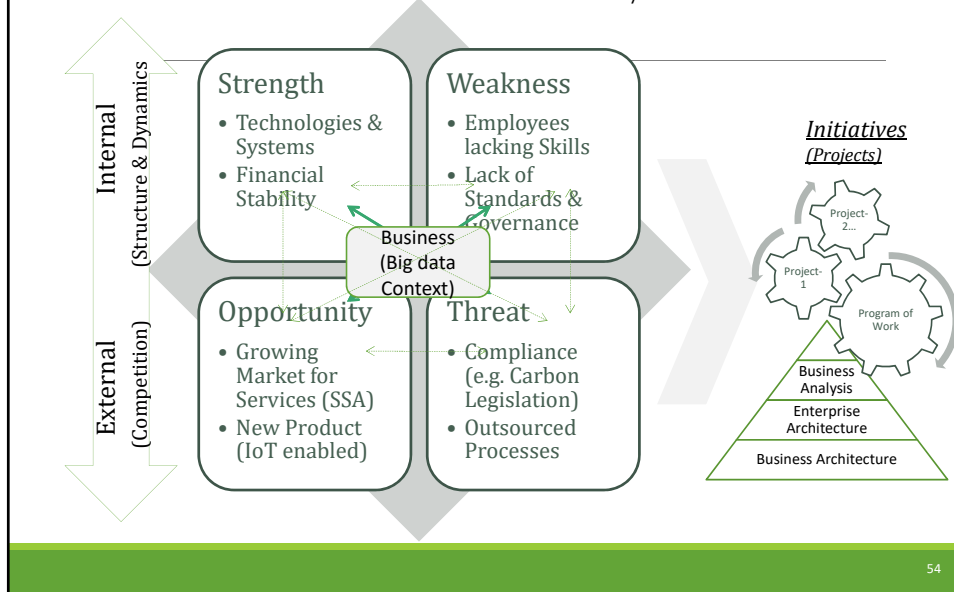 Internal
(Structure & Dynamics
External
(Competition)
Strength
• Technologies &
Systems
• Financial
Stability
Weakness
• Employees
lacking Skills
• Lack of
Standards &
Governance
Business
(Big data
Context)
Opportunity
• Growing
Market for
Services (SSA)
• New Product
(IoT enabled)
Threat
• Compliance
(e.g. Carbon
Legislation)
• Outsourced
Processes
Initiatives
(Projects)
Project-
2...
Project-
1
Program of
Work
Business
Analysis
Enterprise
Architecture
Business Architecture
54